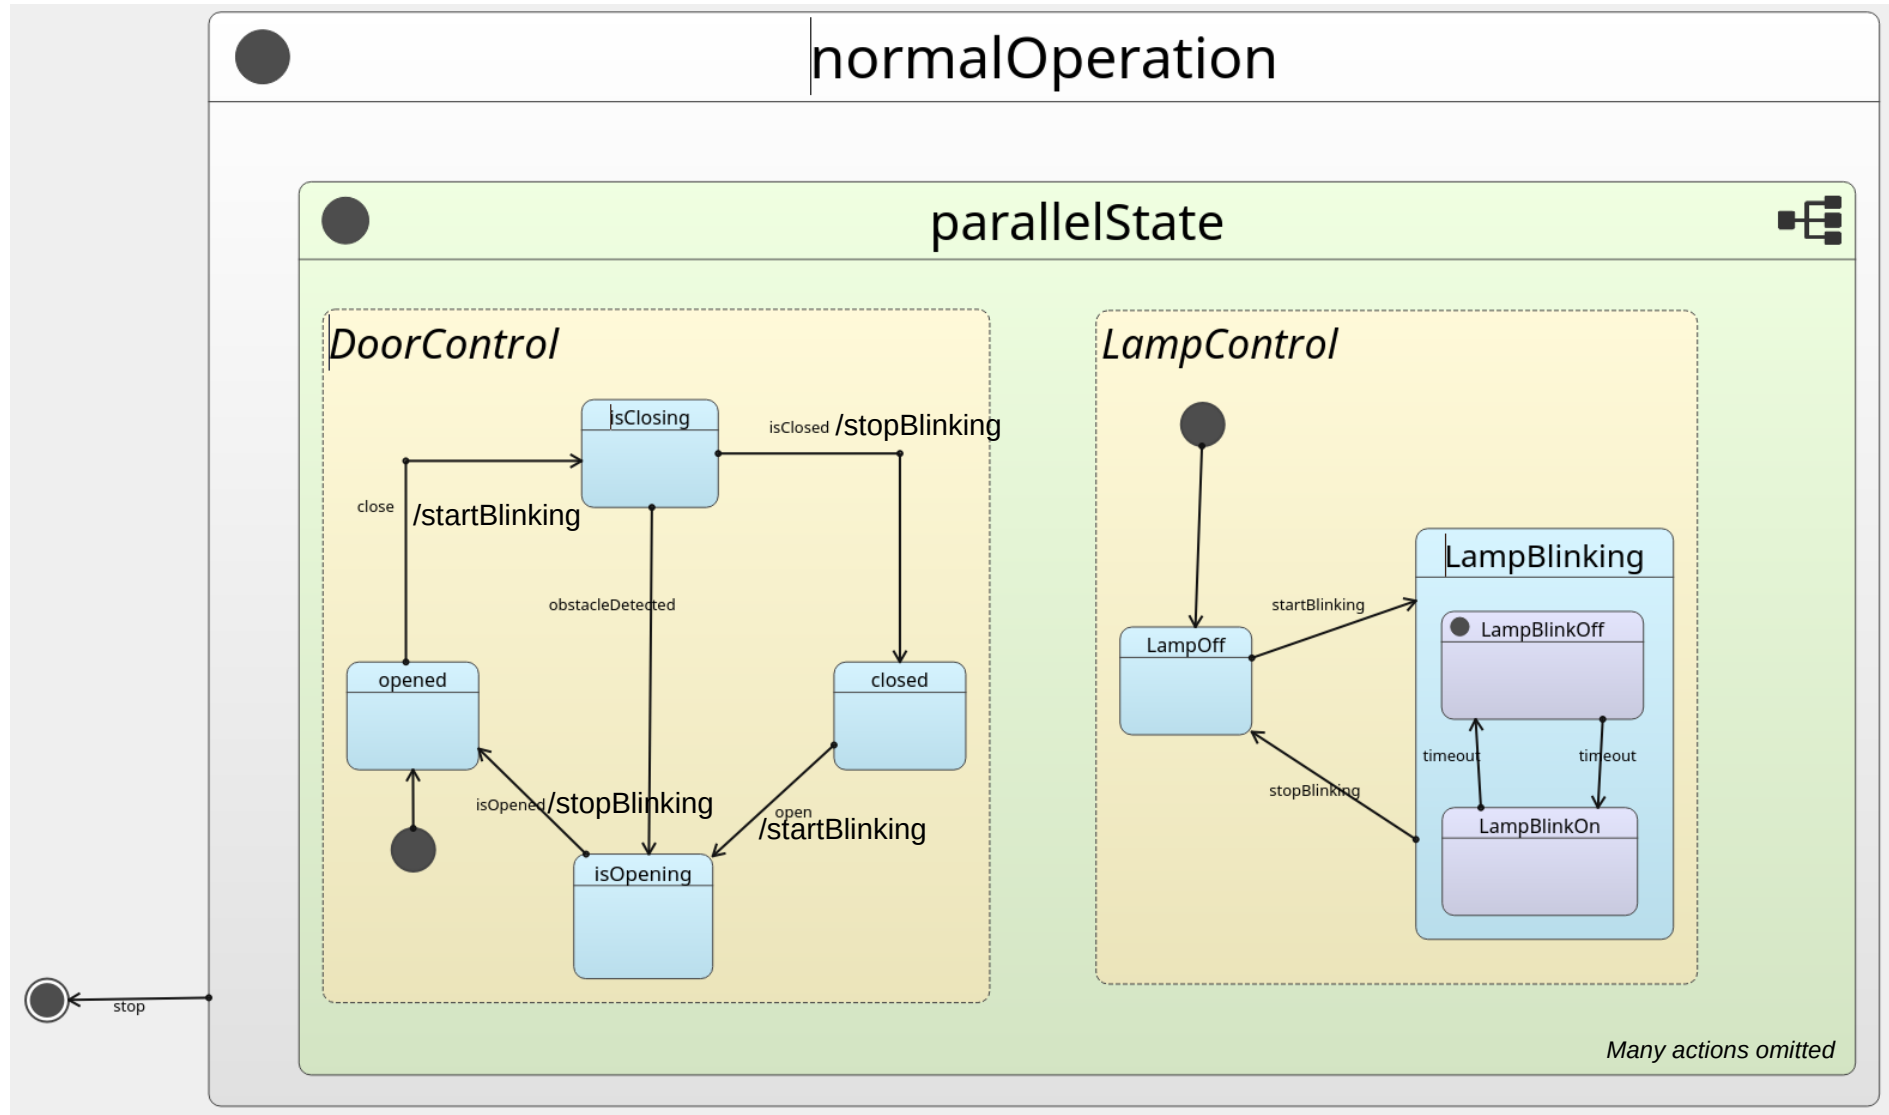 normalOperation
parallelState
DoorControl
isClosing
isClosed /stopBlinking
close
/startBlinking
obstacleDetected
opened
closed
isOpened/stopBlinking
open
/startBlinking
isOpening
LampControl
LampBlinking
startBlinking
LampBlinkOff
LampOff
timeout
timeout
stopBlinking
LampBlinkOn
stop
Many actions omitted